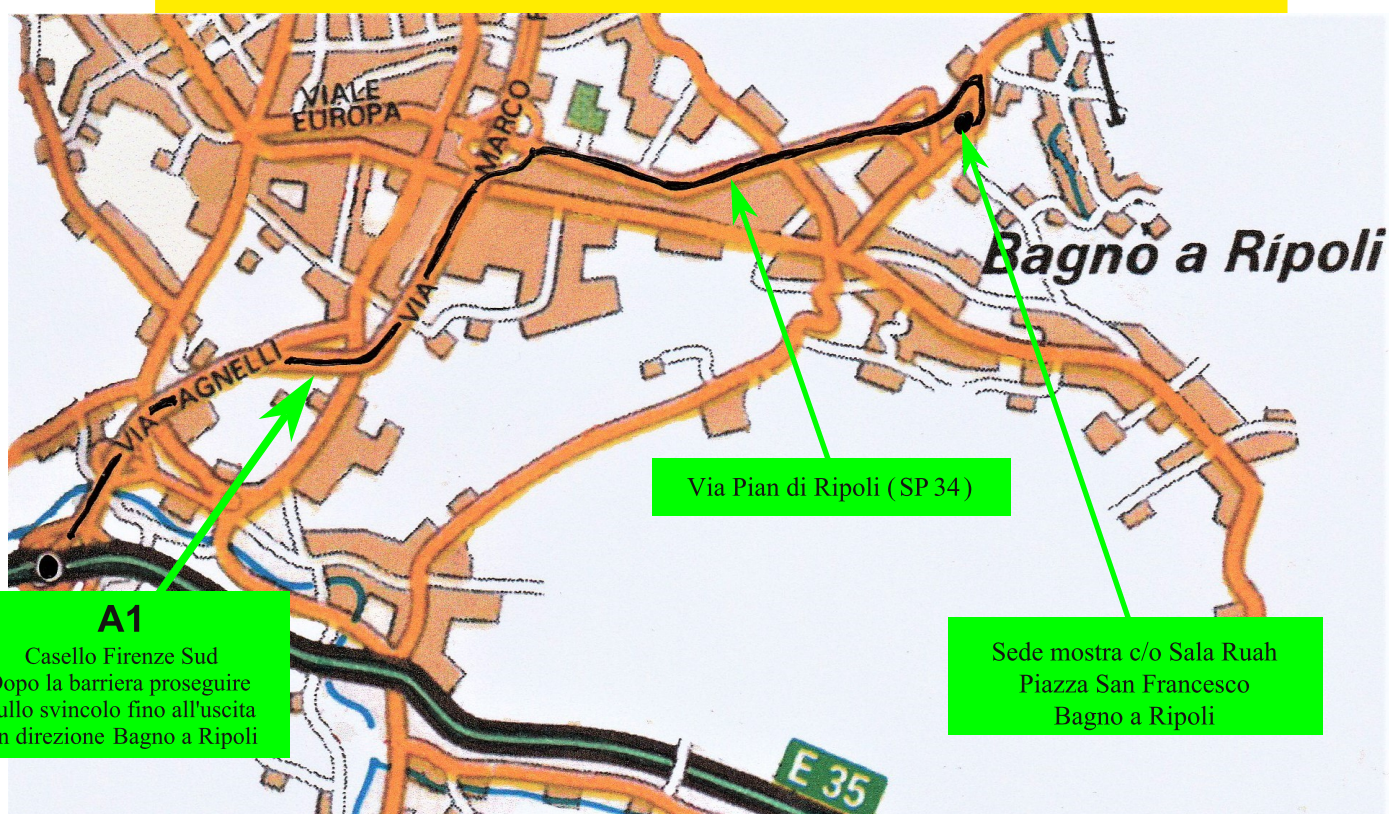 VIALE
EUROPA
MARCO
VIA
VIA AGNELLI
Bagno a Ripoli
Via Pian di Ripoli ( SP 34 )
A1
Casello Firenze Sud
Dopo la barriera proseguire
sullo svincolo fino all'uscita
in direzione Bagno a Ripoli
Sede mostra c/o Sala Ruah
Piazza San Francesco
Bagno a Ripoli
E 35